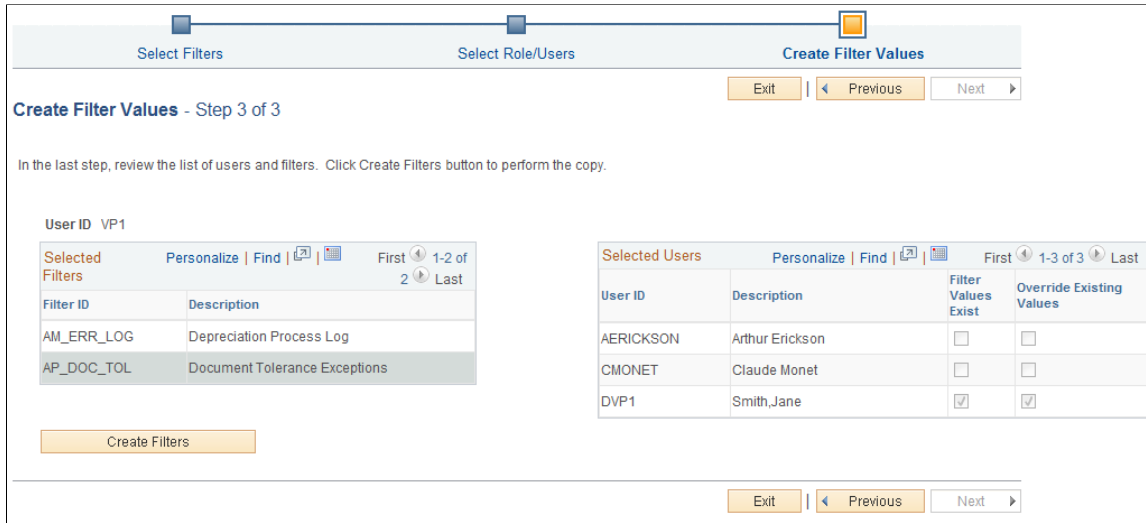 Select Filters
Select Role/Users
Create Filter Values
Exit | Previous Next
Create Filter Values - Step 3 of 3
In the last step, review the list of users and filters. Click Create Filters button to perform the copy.
User ID VP1
Selected Filters
Personalize | Find | |
First 1-2 of 2 Last
Filter ID Description
AM_ERR_LOG Depreciation Process Log
AP_DOC_TOL Document Tolerance Exceptions
Selected Users Personalize | Find | | First 1-3 of 3 Last
User ID Description Filter Values Exist Override Existing Values
AERICKSON Arthur Erickson
CMONET Claude Monet
DVP1 Smith,Jane
Create Filters
Exit | Previous Next